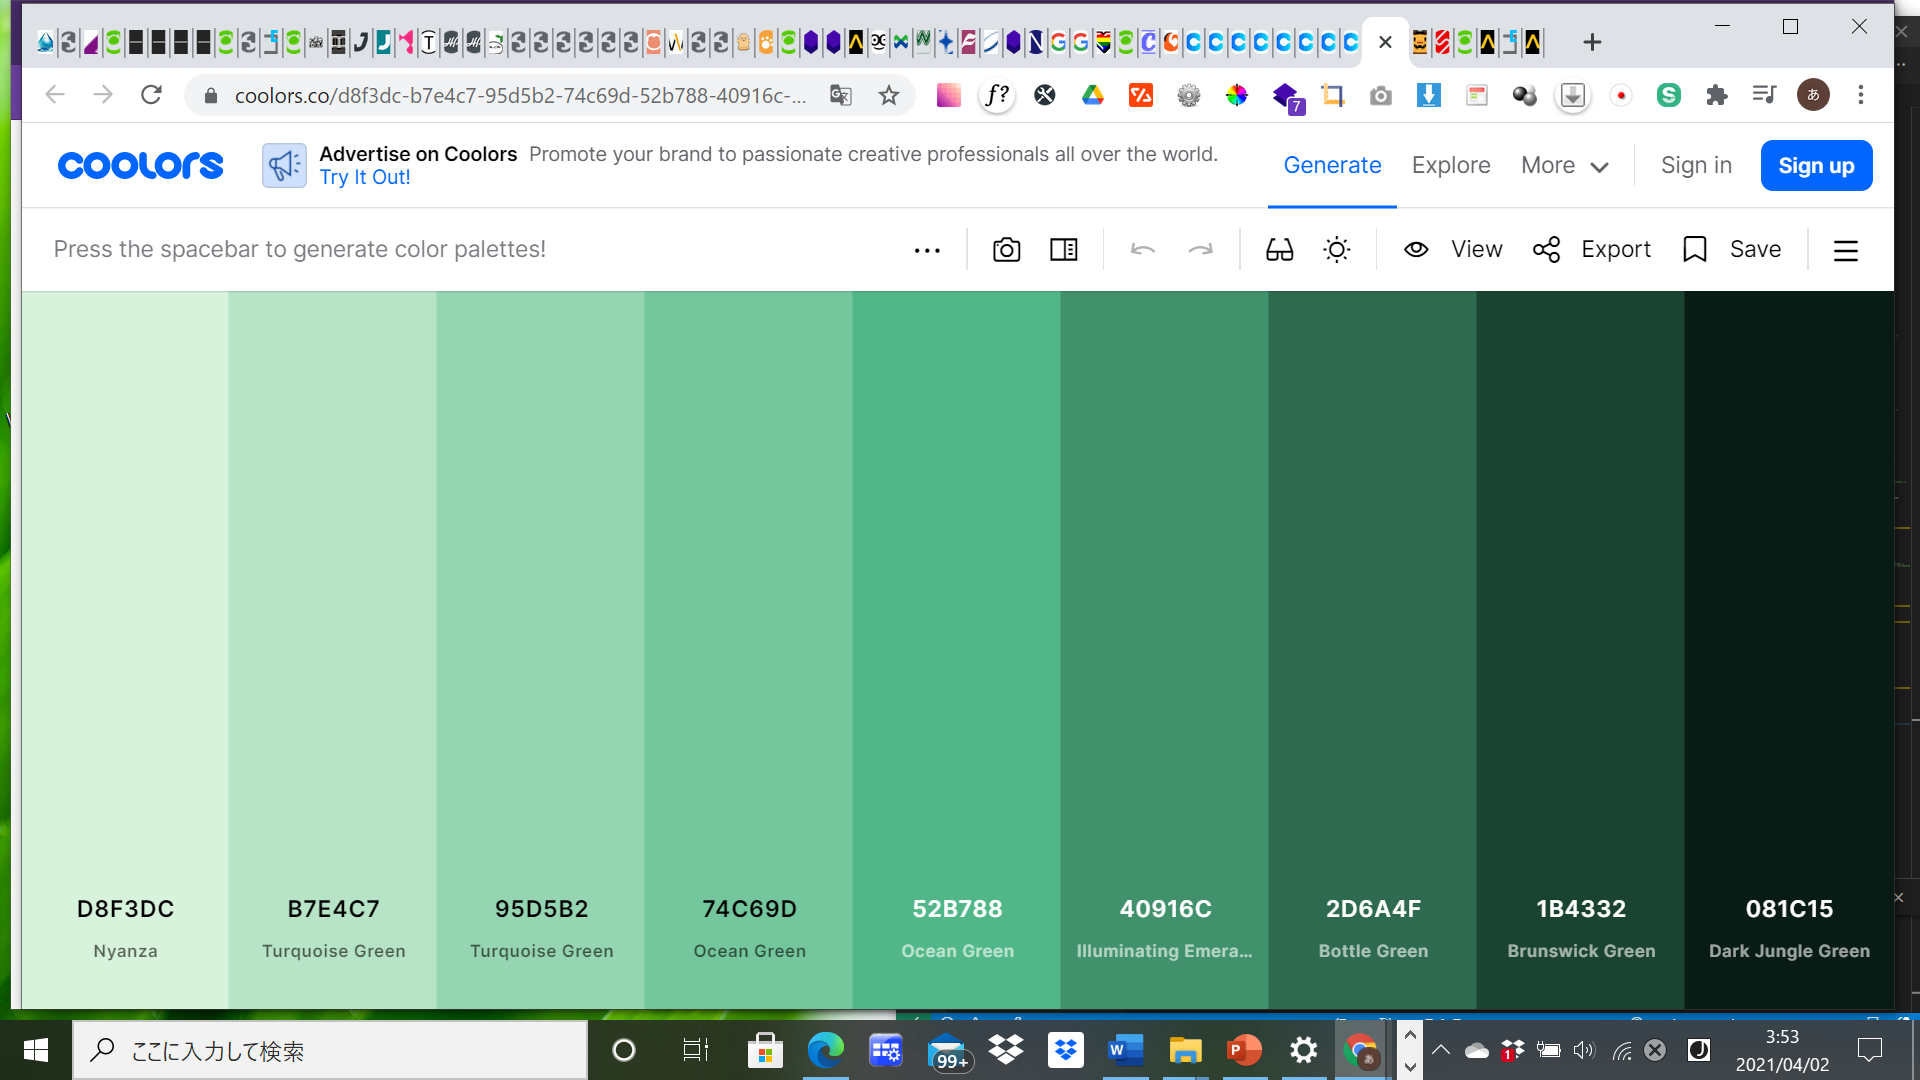 coolors.co/d8f3dc-b7e4c7-95d5b2-74c69d-52b788-40916c-...
7
あ
coolors
Advertise on Coolors Promote your brand to passionate creative professionals all over the world.
Try It Out!
Generate
Explore
More
Sign in
Sign up
Press the spacebar to generate color palettes!
View
Export
Save
D8F3DC
Nyanza
B7E4C7
Turquoise Green
95D5B2
Turquoise Green
74C69D
Ocean Green
52B788
Ocean Green
40916C
Illuminating Emera...
2D6A4F
Bottle Green
1B4332
Brunswick Green
081C15
Dark Jungle Green
ここに入力して検索
99+
1
3:53
2021/04/02